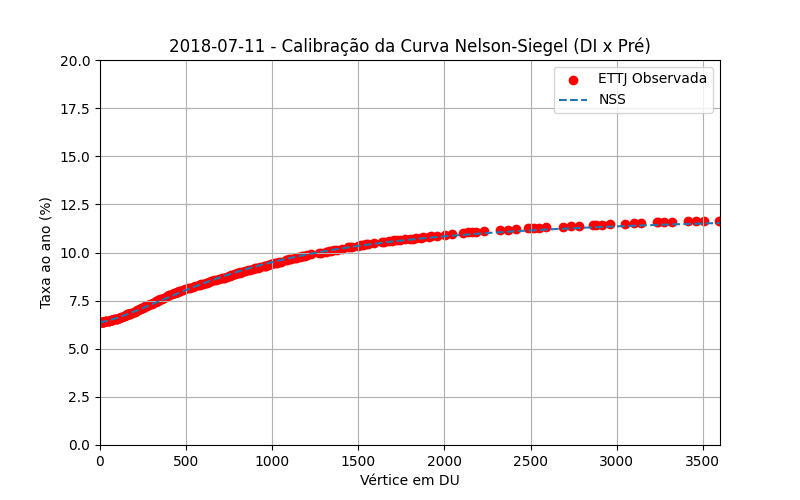 2018-07-11 - Calibração da Curva Nelson-Siegel (DI x Pré)
ETTJ Observada
NSS
Taxa ao ano (%)
20.0
17.5
15.0
12.5
10.0
7.5
5.0
2.5
0.0
0 500 1000 1500 2000 2500 3000 3500
Vértice em DU